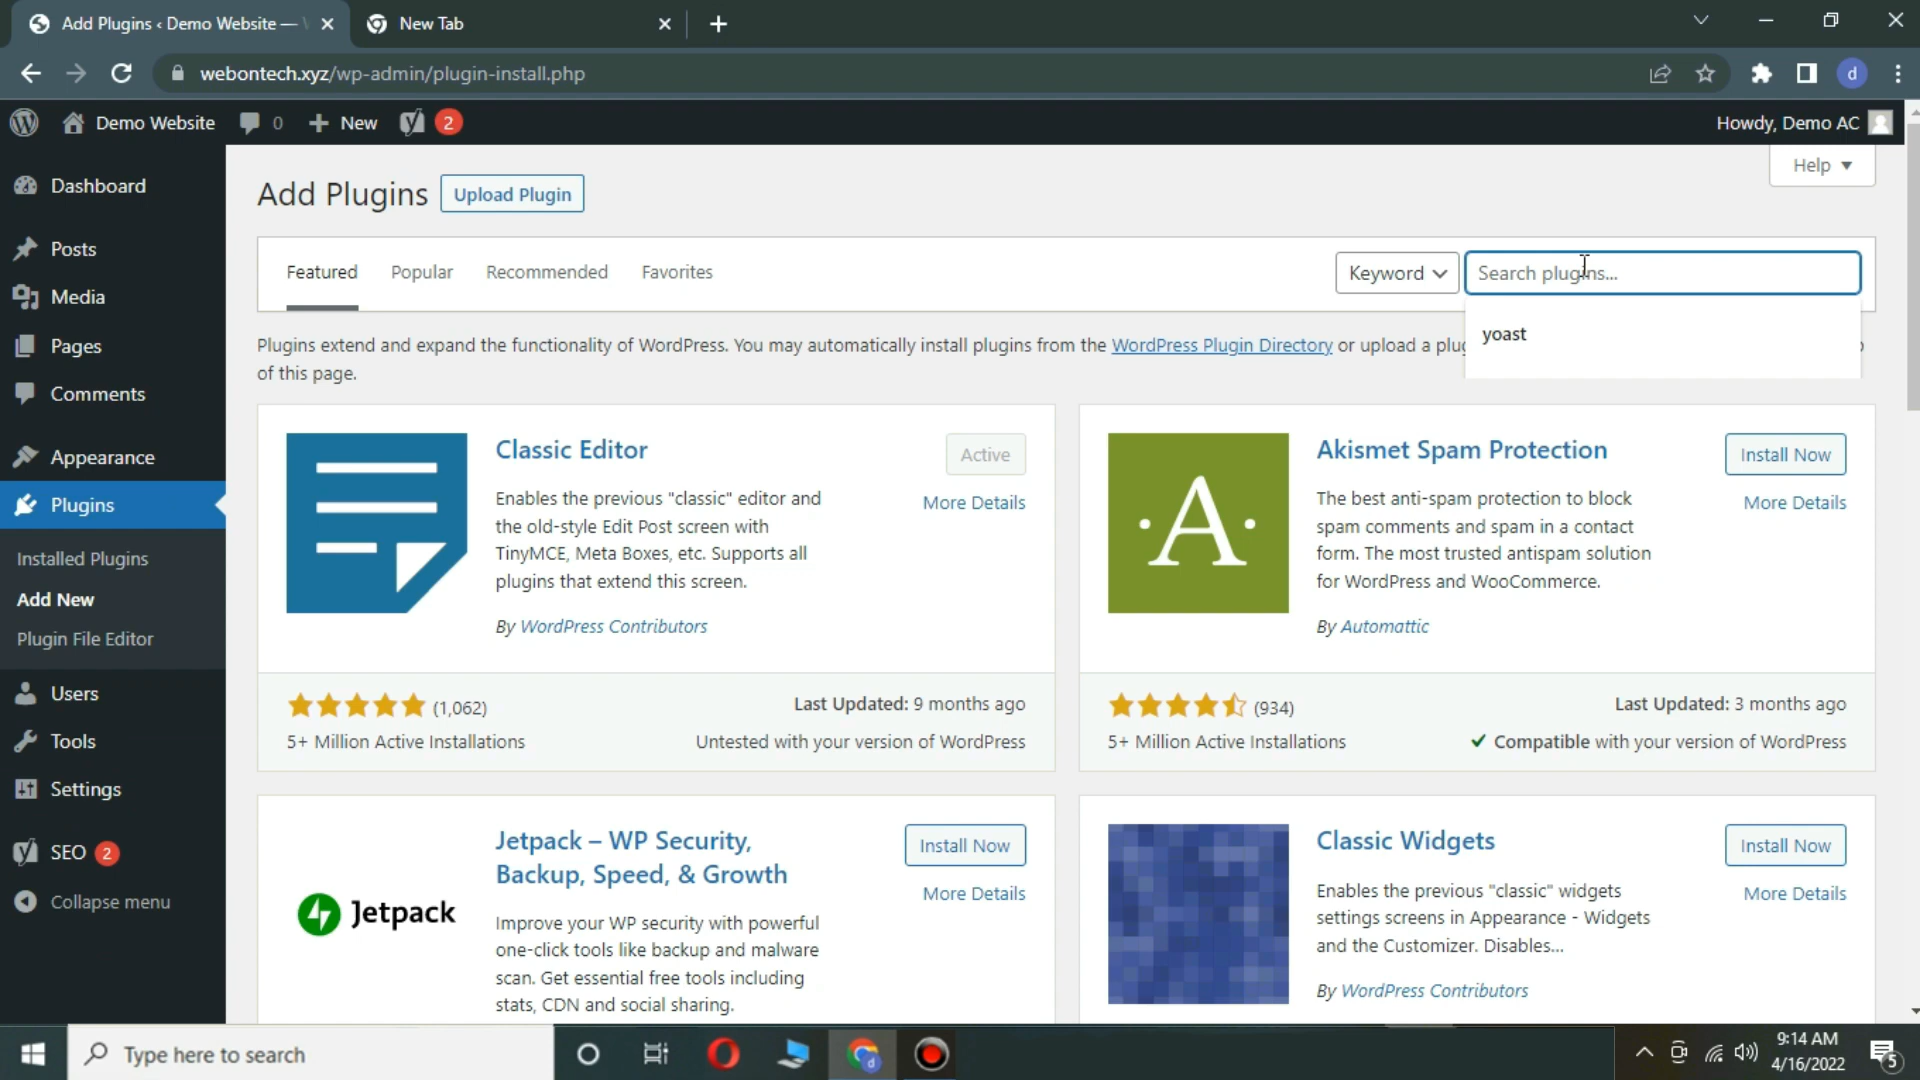 Add Plugins ‹ Demo Website —
New Tab
webontech.xyz/wp-admin/plugin-install.php
d
Demo Website
0
New
2
Howdy, Demo AC
Help
Dashboard
Posts
Media
Pages
Comments
Appearance
Plugins
Installed Plugins
Add New
Plugin File Editor
Users
Tools
Settings
SEO 2
Collapse menu
Add Plugins
Upload Plugin
Featured
Popular
Recommended
Favorites
Keyword
Search plugins...
yoast
Plugins extend and expand the functionality of WordPress. You may automatically install plugins from the WordPress Plugin Directory or upload a
of this page.
Classic Editor
Active
More Details
Enables the previous "classic" editor and
the old-style Edit Post screen with
TinyMCE, Meta Boxes, etc. Supports all
plugins that extend this screen.
By WordPress Contributors
(1,062)
Last Updated: 9 months ago
5+ Million Active Installations
Untested with your version of WordPress
A
Akismet Spam Protection
Install Now
More Details
The best anti-spam protection to block
spam comments and spam in a contact
form. The most trusted antispam solution
for WordPress and WooCommerce.
By Automattic
(934)
Last Updated: 3 months ago
5+ Million Active Installations
Compatible with your version of WordPress
Jetpack
Jetpack – WP Security,
Backup, Speed, & Growth
Install Now
More Details
Improve your WP security with powerful
one-click tools like backup and malware
scan. Get essential free tools including
stats, CDN and social sharing.
Classic Widgets
Install Now
More Details
Enables the previous "classic" widgets
settings screens in Appearance - Widgets
and the Customizer. Disables...
By WordPress Contributors
Type here to search
d
9:14 AM
4/16/2022
5